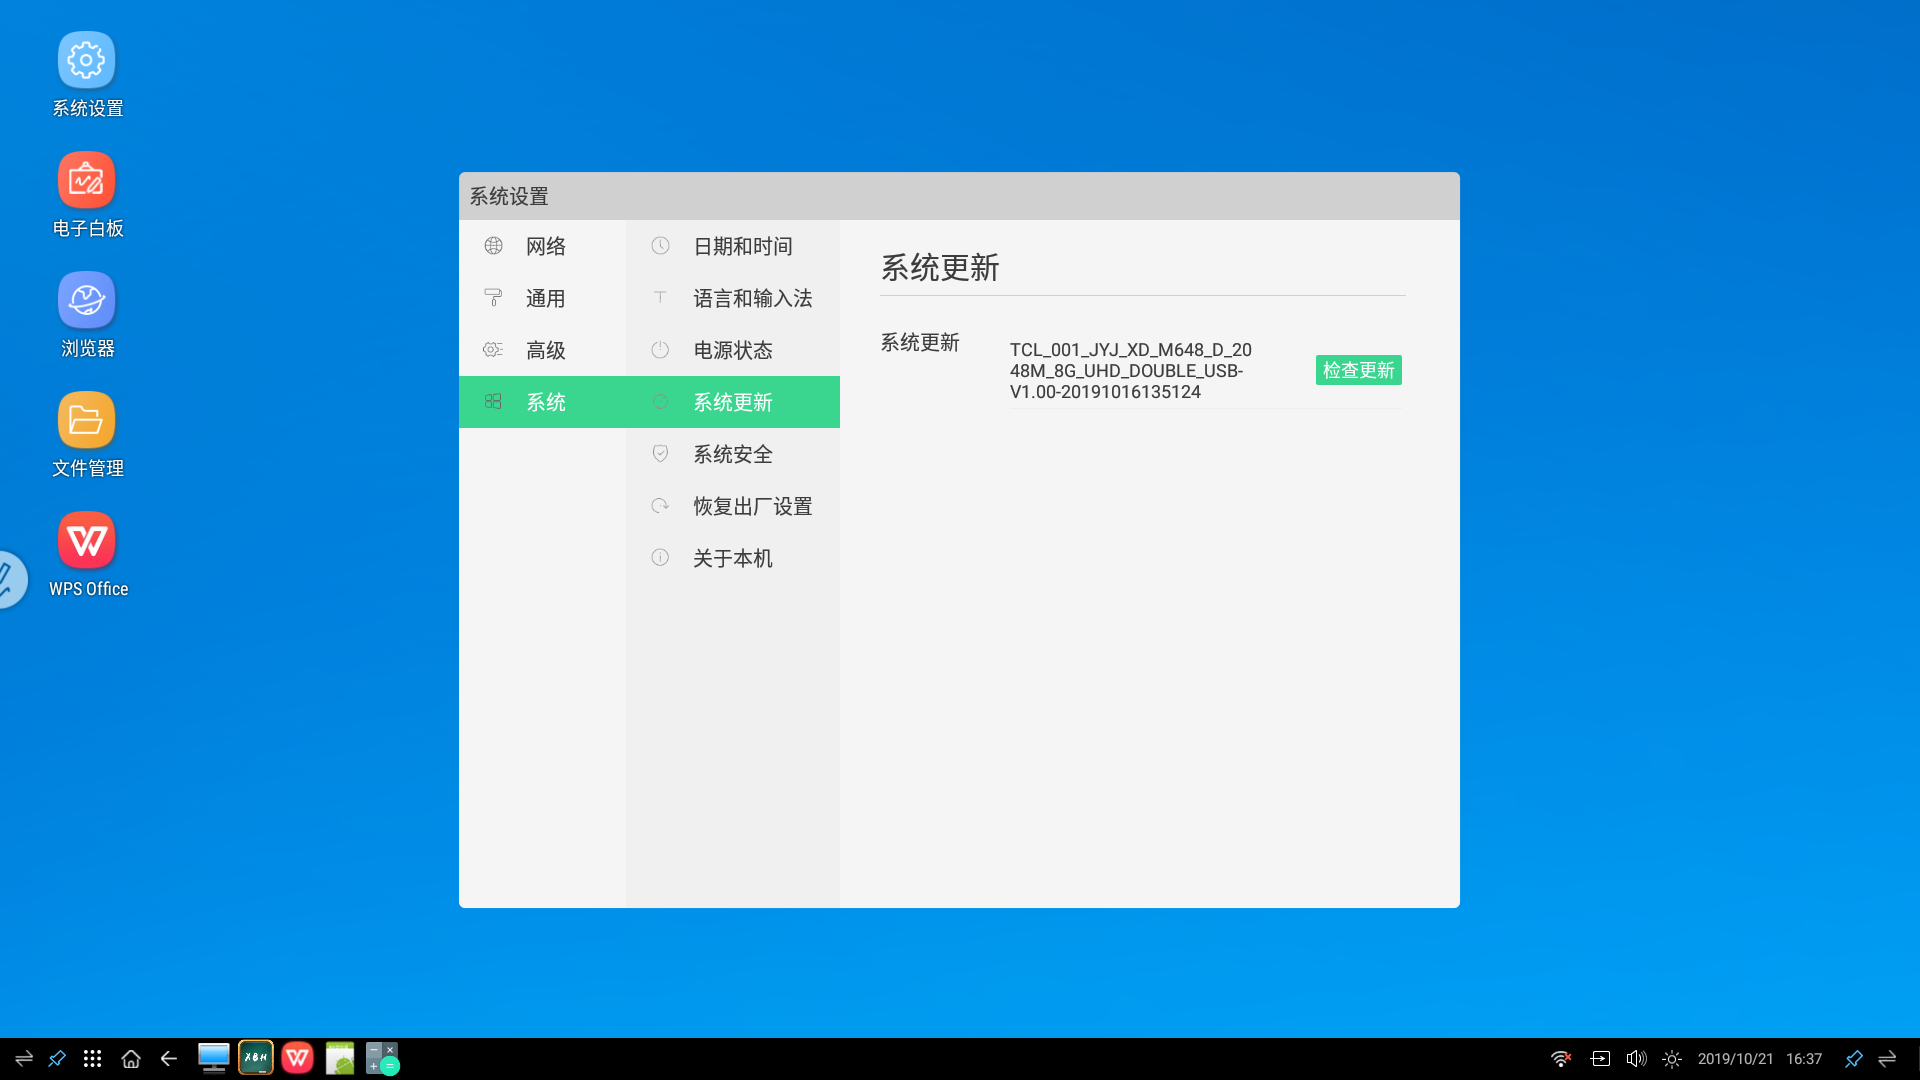 系统设置
电子白板
浏览器
文件管理
WPS Office
系统设置
网络
通用
高级
系统
日期和时间
语言和输入法
电源状态
系统更新
系统安全
恢复出厂设置
关于本机
系统更新
系统更新
TCL_001_JYJ_XD_M648_D_20
48M_8G_UHD_DOUBLE_USB-
V1.00-20191016135124
检查更新
XBH
2019/10/21 16:37